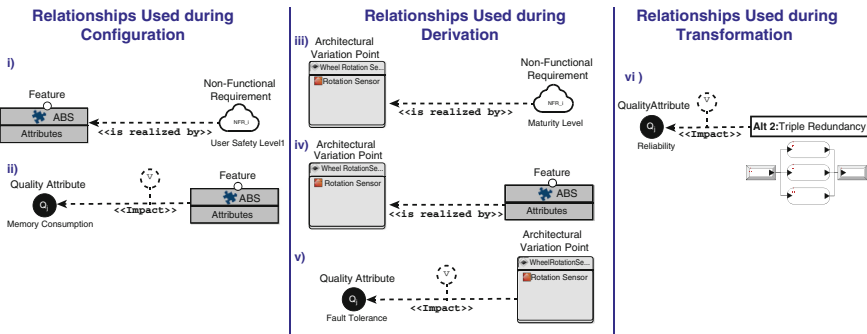 Relationships Used during
Configuration
i)
Feature
ABS
Attributes
<<is realized by>>
Non-Functional
Requirement
NFR_i
User Safety Level1
ii)
Quality Attribute
Qi
Memory Consumption
▽
<<Impact>>
Feature
ABS
Attributes
Relationships Used during
Derivation
iii)
Architectural
Variation Point
Wheel Rotation Se...
Rotation Sensor
<<is realized by>>
Non-Functional
Requirement
NFR_i
Maturity Level
iv)
Architectural
Variation Point
Wheel RotationSe...
Rotation Sensor
<<is realized by>>
Feature
ABS
Attributes
v)
Quality Attribute
Qi
Fault Tolerance
▽
<<Impact>>
Architectural
Variation Point
WheelRotationSe...
Rotation Sensor
Relationships Used during
Transformation
vi )
QualityAttribute
Qi
Reliability
▽
<<Impact>>
Alt 2:Triple Redundancy